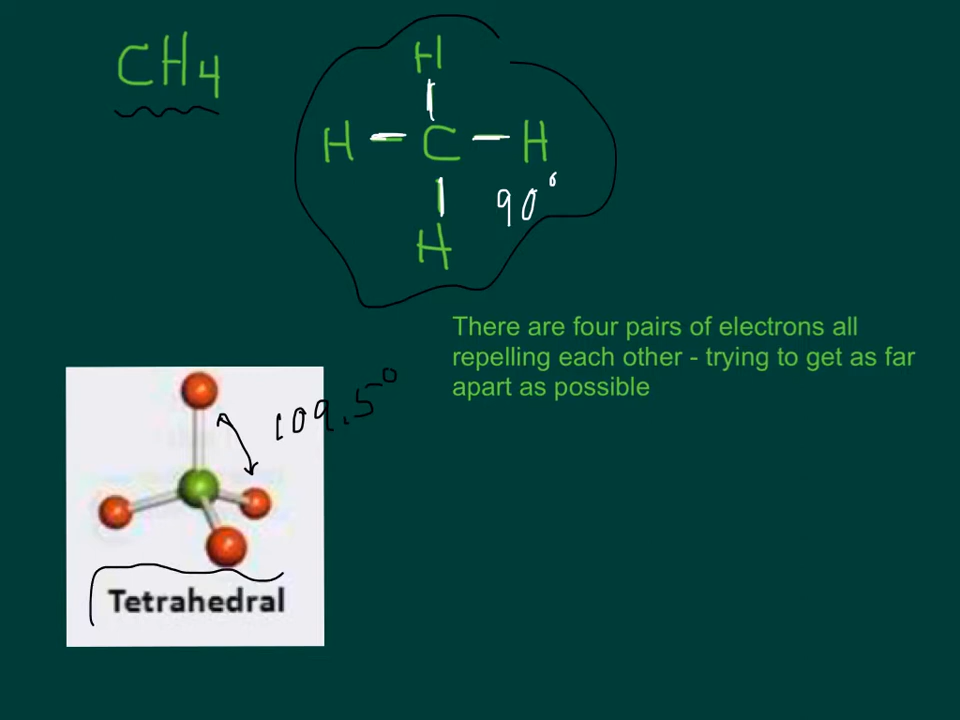 CH4
H
H - C - H
90°
H
There are four pairs of electrons all
repelling each other - trying to get as far
apart as possible
109.5°
Tetrahedral